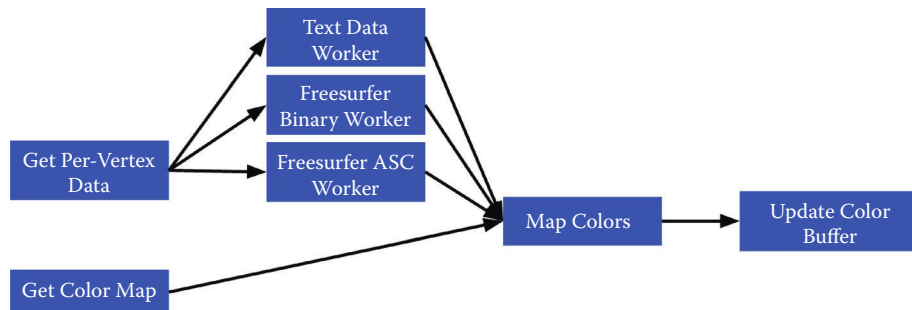 Text Data
Worker
Freesurfer
Binary Worker
Get Per-Vertex
Data
Freesurfer ASC
Worker
Map Colors
Update Color
Buffer
Get Color Map